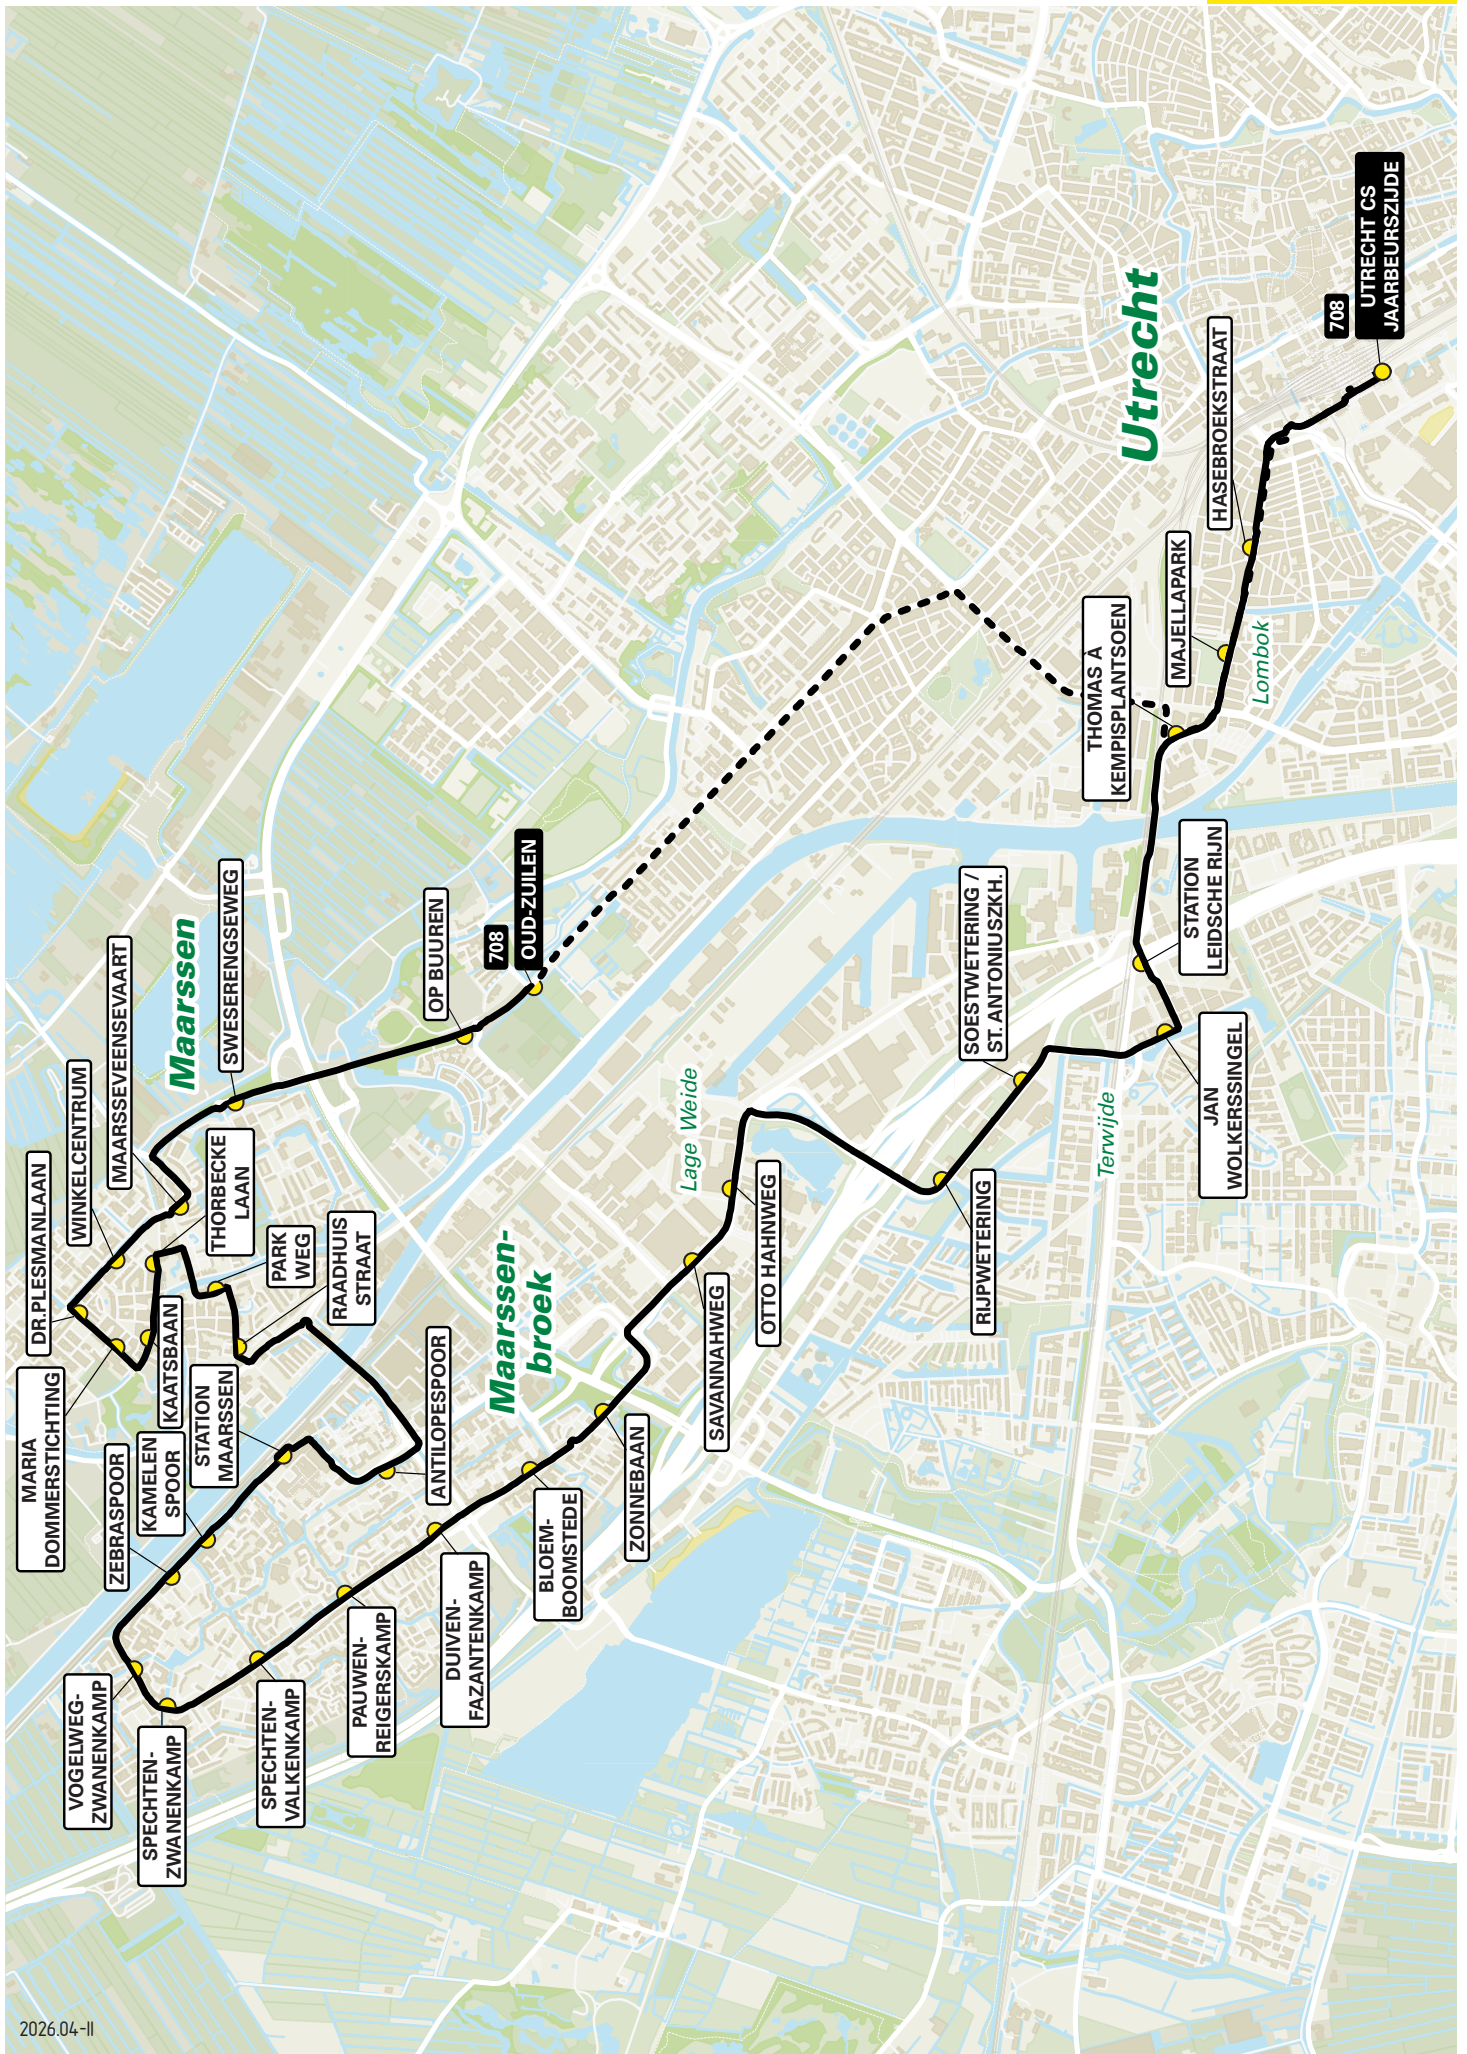 MARIA
DOMMERSTICHTING
DR.PLESMANLAAN
WINKELCENTRUM
MAARSSEVEENSEVAART
Maarssen
SWESERENGSEWEG
THORBECKE
LAAN
PARK
WEG
RAADHUIS
STRAAT
KAATSBAAN
STATION
MAARSSEN
KAMELEN
SPOOR
ZEBRASPOOR
ANTILOPESPOOR
VOGELWEG-
ZWANENKAMP
SPECHTEN-
ZWANENKAMP
SPECHTEN-
VALKENKAMP
PAUWEN-
REIGERSKAMP
DUIVEN-
FAZANTENKAMP
BLOEM-
BOOMSTEDE
ZONNEBAAN
Maarssen-
broek
OP BUREN
708
OUD-ZUILEN
SAVANNAHWEG
OTTO HAHNWEG
Lage Weide
RIJPWETERING
SOESTWETERING /
ST. ANTONIUSZKH.
Terwijde
JAN
WOLKERSSINGEL
STATION
LEIDSCHE RIJN
THOMAS À
KEMPISPLANTSOEN
MAJELLAPARK
Lombok
HASEBROEKSTRAAT
Utrecht
708
UTRECHT CS
JAARBEURSZIJDE
2026.04-II